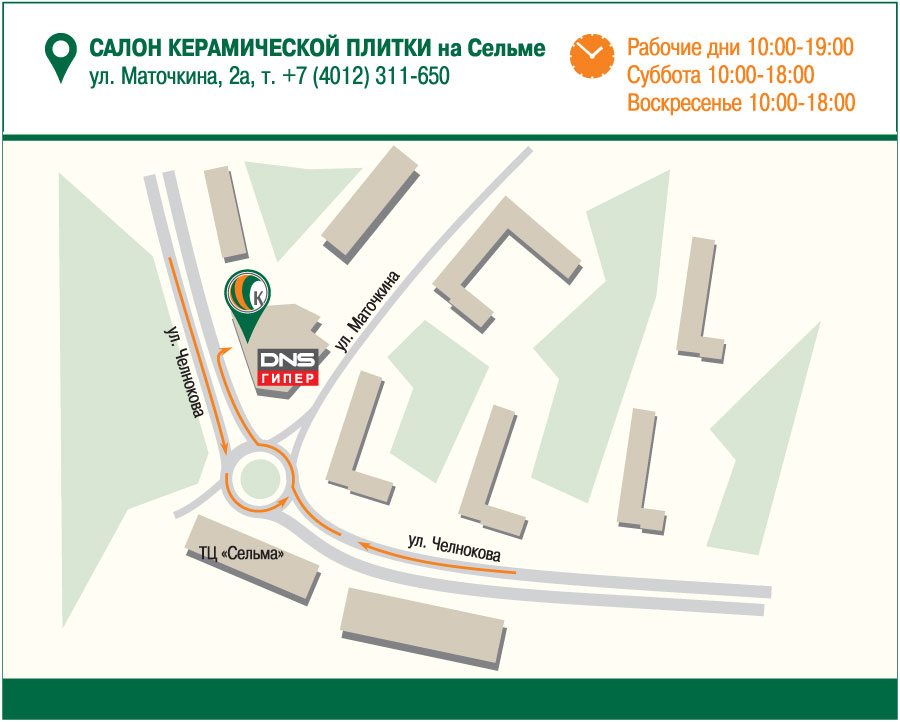 САЛОН КЕРАМИЧЕСКОЙ ПЛИТКИ на Сельме
ул. Маточкина, 2а, т. +7 (4012) 311-650
Рабочие дни 10:00-19:00
Суббота 10:00-18:00
Воскресенье 10:00-18:00
К
ул. Маточкина
DNS
ГИПЕР
ул. Челнокова
ул. Челнокова
ТЦ «Сельма»